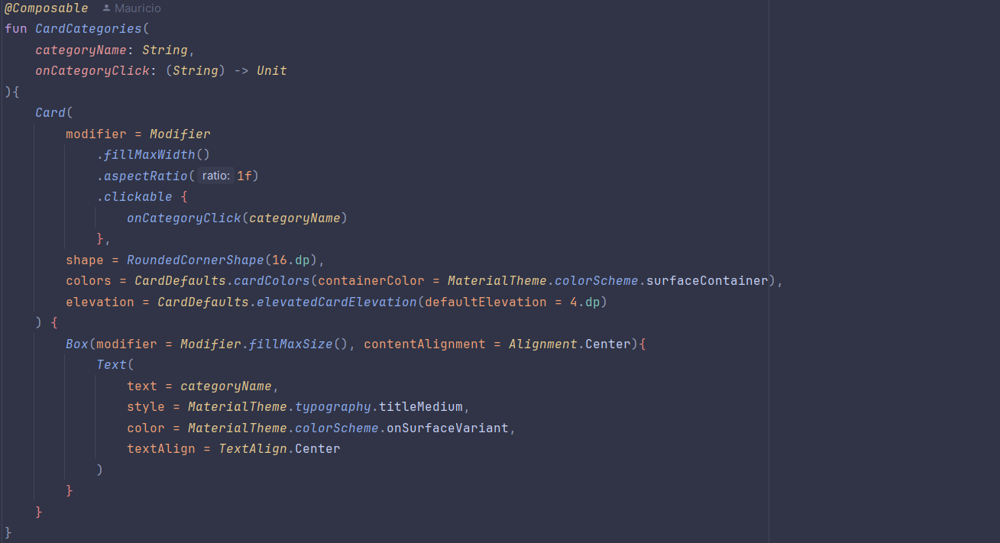 @Composable Mauricio
fun CardCategories(
    categoryName: String,
    onCategoryClick: (String) -> Unit
){
    Card(
        modifier = Modifier
            .fillMaxWidth()
            .aspectRatio( ratio: 1f)
            .clickable {
                onCategoryClick(categoryName)
            },
        shape = RoundedCornerShape(16.dp),
        colors = CardDefaults.cardColors(containerColor = MaterialTheme.colorScheme.surfaceContainer),
        elevation = CardDefaults.elevatedCardElevation(defaultElevation = 4.dp)
    ) {
        Box(modifier = Modifier.fillMaxSize(), contentAlignment = Alignment.Center){
            Text(
                text = categoryName,
                style = MaterialTheme.typography.titleMedium,
                color = MaterialTheme.colorScheme.onSurfaceVariant,
                textAlign = TextAlign.Center
            )
        }
    }
}